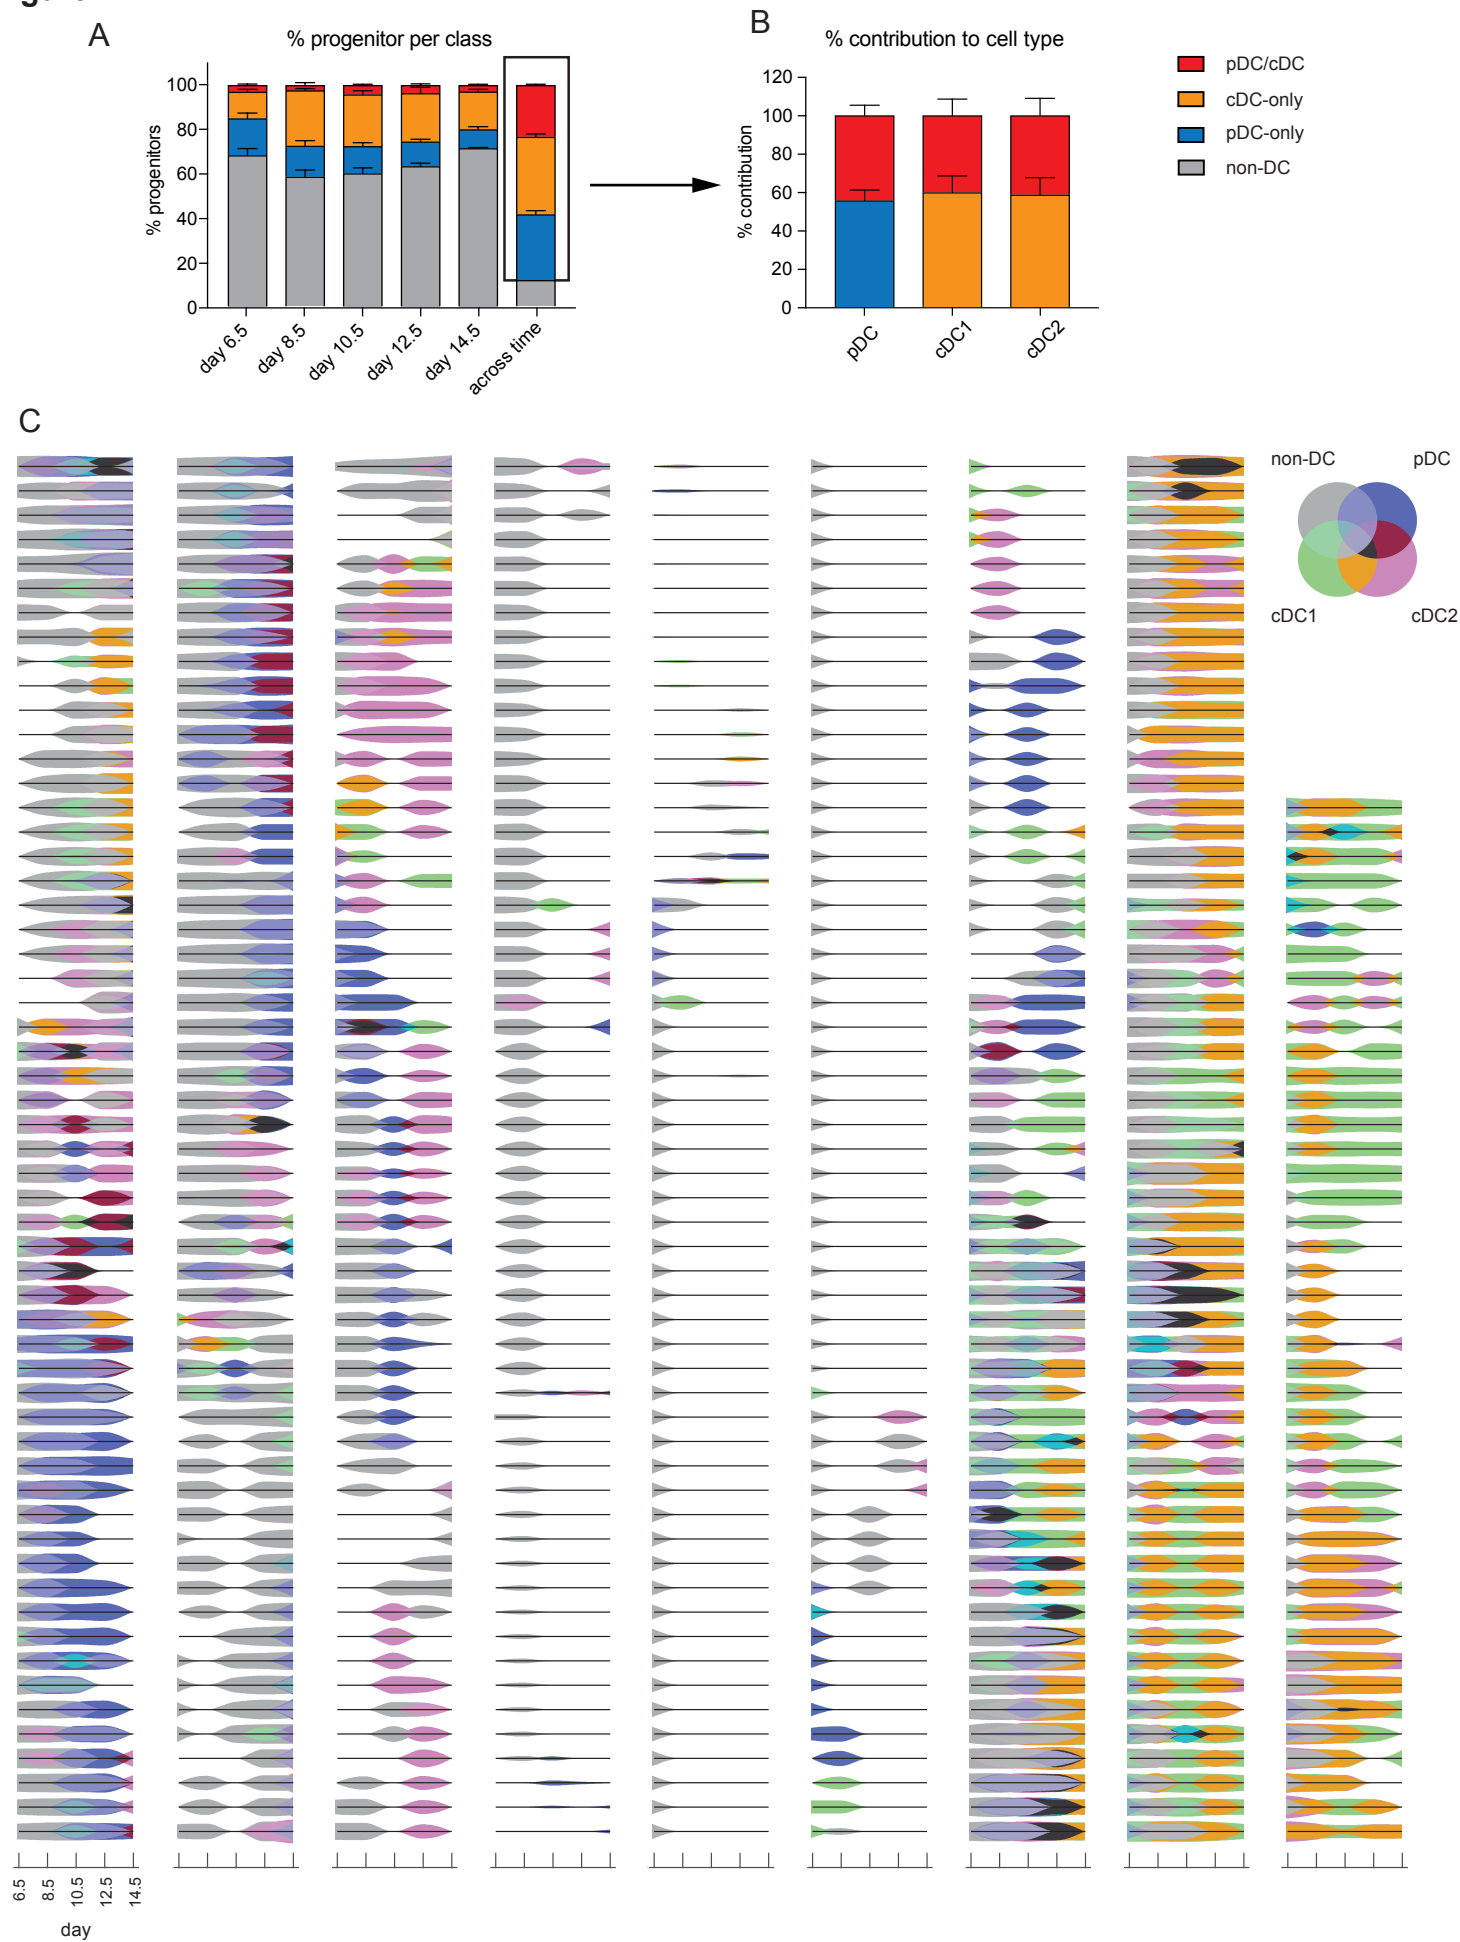 A
% progenitor per class
% progenitors
100
80
60
40
20
0
day 6.5
day 8.5
day 10.5
day 12.5
day 14.5
across time
B
% contribution to cell type
% contribution
120
100
80
60
40
20
0
pDC
cDC1
cDC2
pDC/cDC
cDC-only
pDC-only
non-DC
C
non-DC
pDC
cDC1
cDC2
6.5
8.5
10.5
12.5
14.5
day